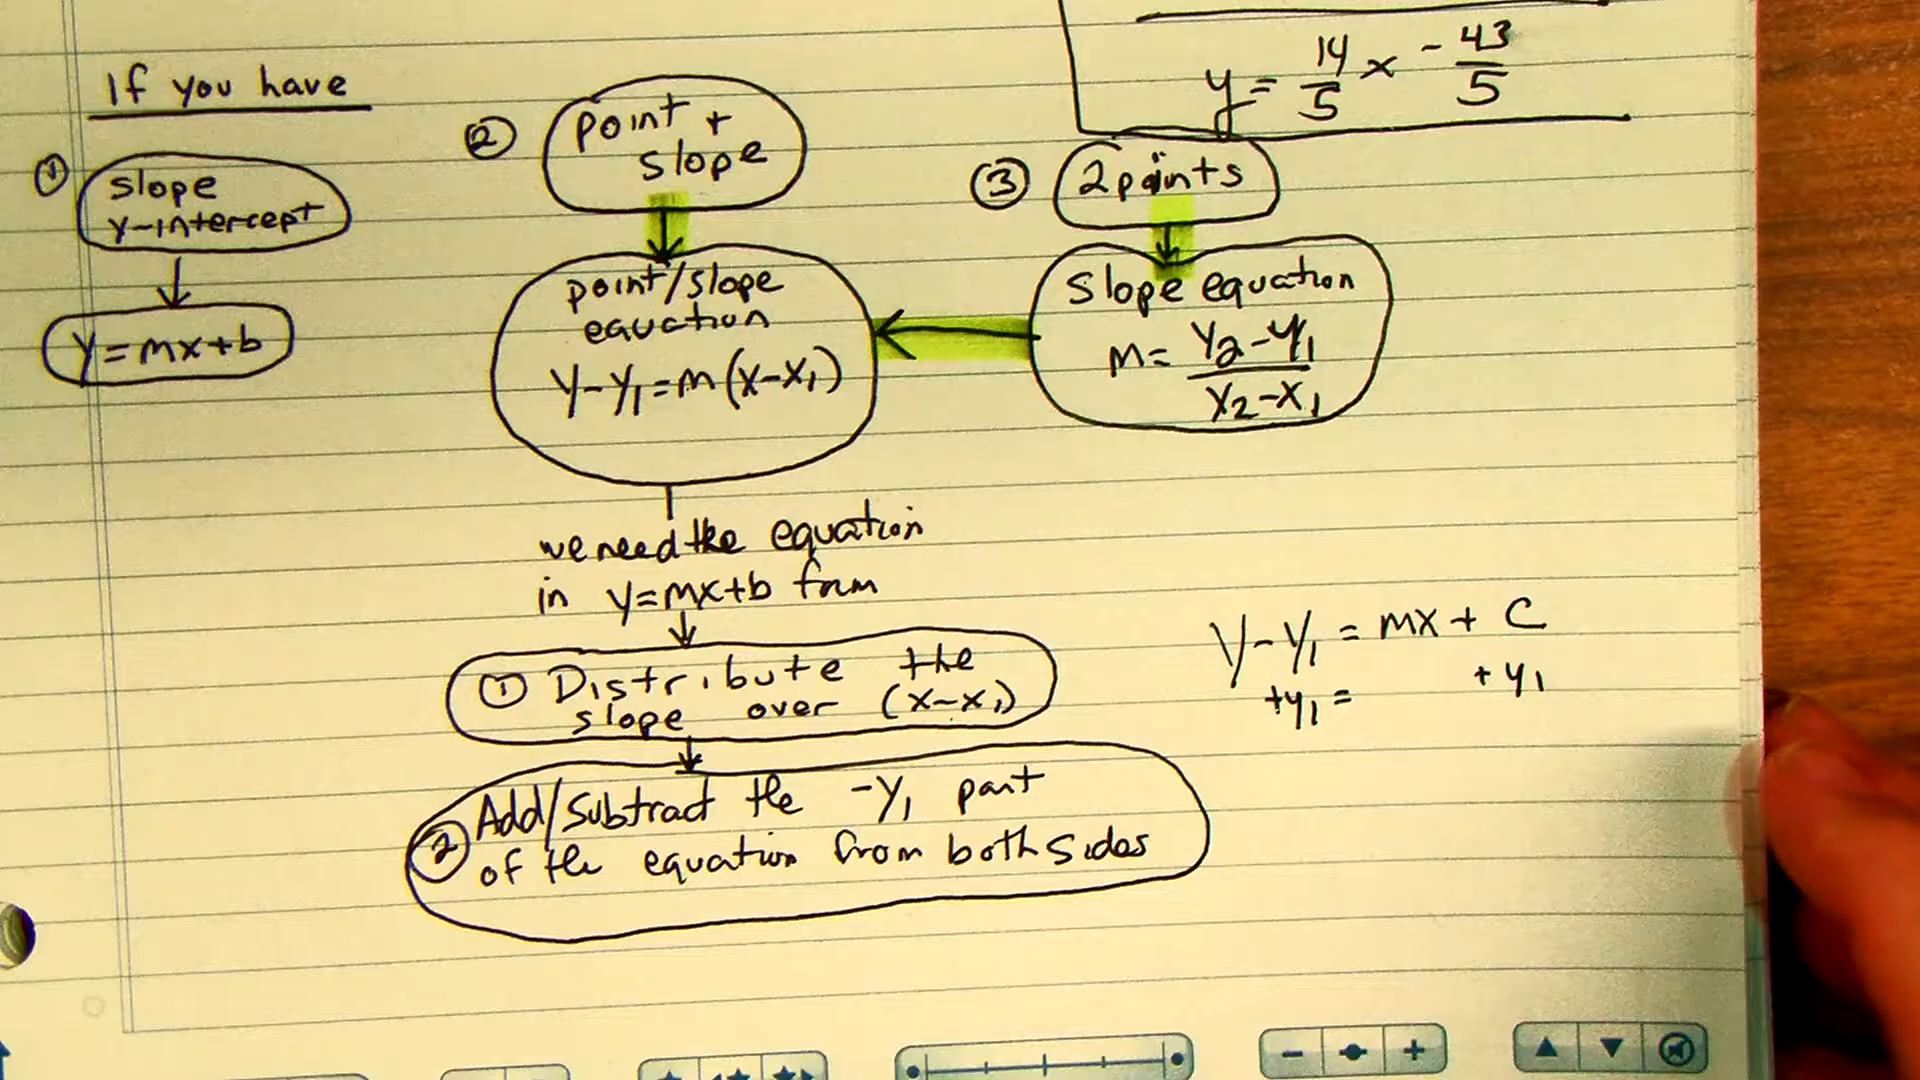 If you have
① slope
y-intercept
y=mx+b
② point +
slope
point/slope
equation
y-y₁=m(x-x₁)
y= 14/5 x - 43/5
③ 2 points
Slope equation
m= y₂-y₁
x₂-x₁
we need the equation
in y=mx+b form
① Distribute the
slope over (x-x₁)
② Add/Subtract the -y₁ part
of the equation from both sides
y-y₁ = mx + C
+y₁ = +y₁